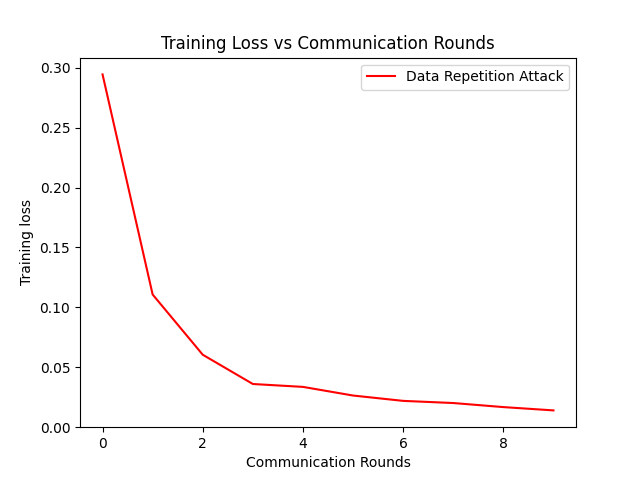 Training Loss vs Communication Rounds
Data Repetition Attack
0.30
0.25
0.20
0.15
0.10
0.05
0.00
Training loss
0 2 4 6 8
Communication Rounds